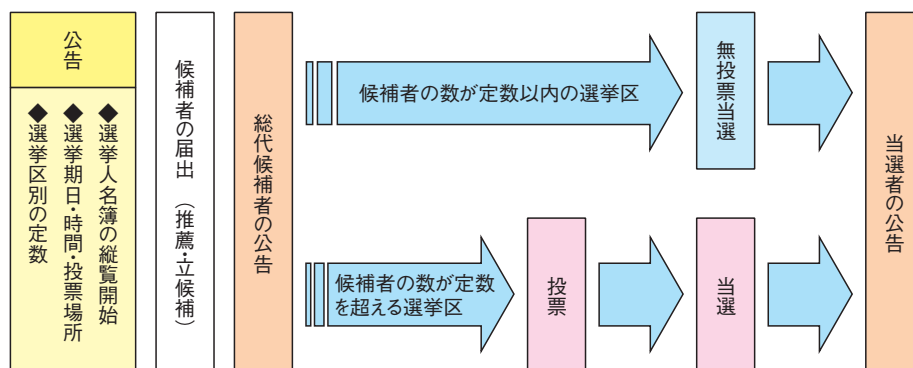 公告
◆選挙人名簿の縦覧開始
◆選挙期日・時間・投票場所
◆選挙区別の定数
候補者の届出（推薦・立候補）
総代候補者の公告
候補者の数が定数以内の選挙区
無投票当選
候補者の数が定数
を超える選挙区
投票
当選
当選者の公告